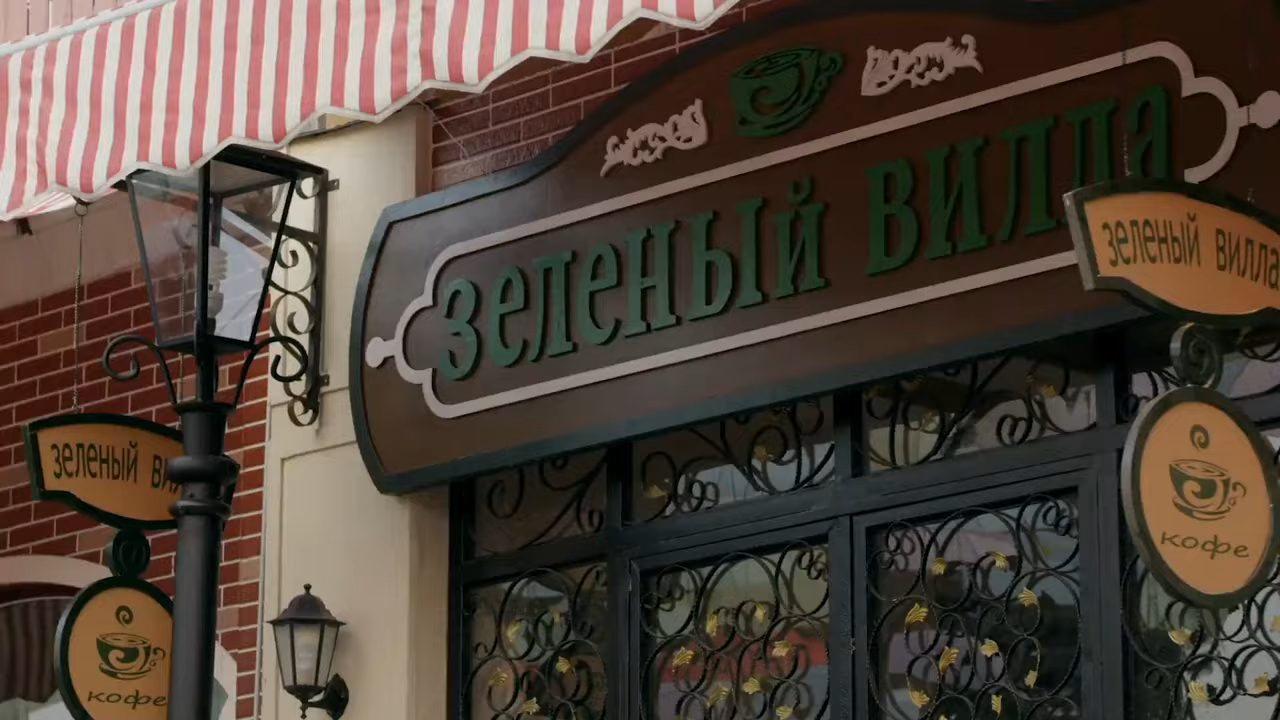 зеленый вилла
зеленый вилла
кофе
зеленый
кофе